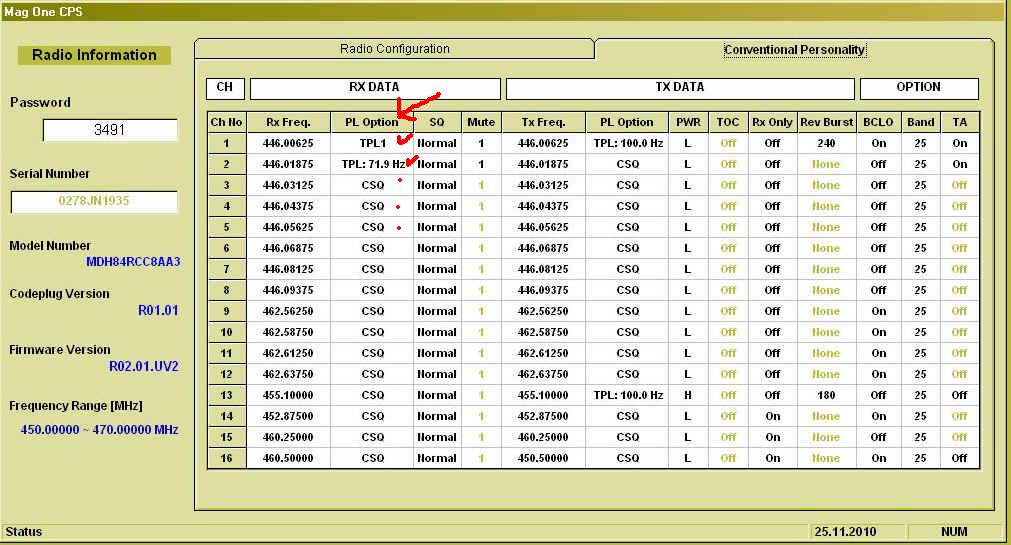 Mag One CPS
Radio Information
Password
3491
Serial Number
0278JN1935
Model Number
MDH84RCC8AA3
Codeplug Version
R01.01
Firmware Version
R02.01.UV2
Frequency Range [MHz]
450.00000 ~ 470.00000 MHz
Radio Configuration
Conventional Personality
CH RX DATA TX DATA OPTION
Ch No Rx Freq. PL Option SQ Mute Tx Freq. PL Option PWR TOC Rx Only Rev Burst BCLO Band TA
1 446.00625 TPL1 Normal 1 446.00625 TPL: 100.0 Hz L Off Off 240 On 25 On
2 446.01875 TPL: 71.9 Hz Normal 1 446.01875 CSQ L Off Off None Off 25 On
3 446.03125 CSQ Normal 1 446.03125 CSQ L Off Off None Off 25 Off
4 446.04375 CSQ Normal 1 446.04375 CSQ L Off Off None Off 25 Off
5 446.05625 CSQ Normal 1 446.05625 CSQ L Off Off None Off 25 Off
6 446.06875 CSQ Normal 1 446.06875 CSQ L Off Off None Off 25 Off
7 446.08125 CSQ Normal 1 446.08125 CSQ L Off Off None Off 25 Off
8 446.09375 CSQ Normal 1 446.09375 CSQ L Off Off None Off 25 Off
9 462.56250 CSQ Normal 1 462.56250 CSQ L Off Off None On 25 Off
10 462.58750 CSQ Normal 1 462.58750 CSQ L Off Off None On 25 Off
11 462.61250 CSQ Normal 1 462.61250 CSQ L Off Off None On 25 Off
12 462.63750 CSQ Normal 1 462.63750 CSQ L Off Off None On 25 Off
13 455.10000 CSQ Normal 1 455.10000 TPL: 100.0 Hz H Off Off 180 Off 25 Off
14 452.87500 CSQ Normal 1 452.87500 CSQ L Off On None Off 25 Off
15 460.25000 CSQ Normal 1 460.25000 CSQ L Off On None Off 25 Off
16 460.50000 CSQ Normal 1 450.50000 CSQ L Off On None On 25 Off
Status 25.11.2010 NUM